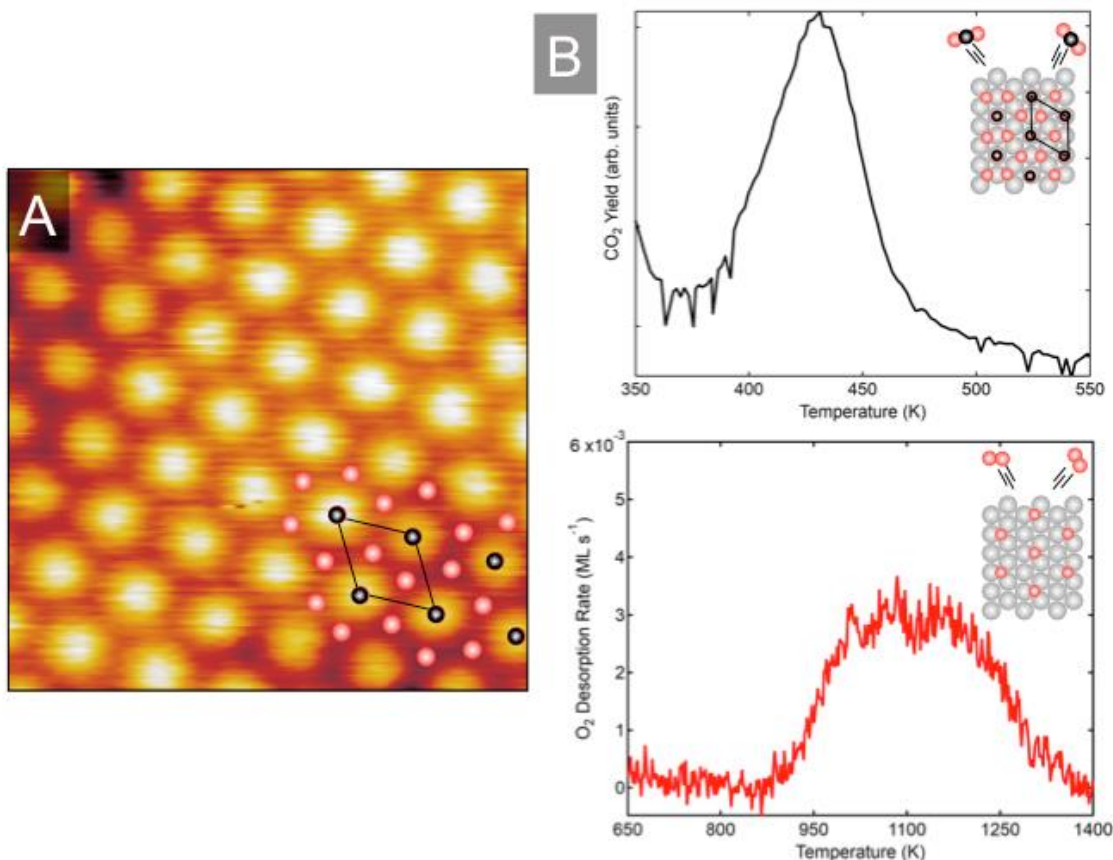 A
B
CO₂ Yield (arb. units)
350 400 450 500 550
Temperature (K)
6 x10⁻³
5
4
3
2
1
0
O₂ Desorption Rate (ML s⁻¹)
650 800 950 1100 1250 1400
Temperature (K)